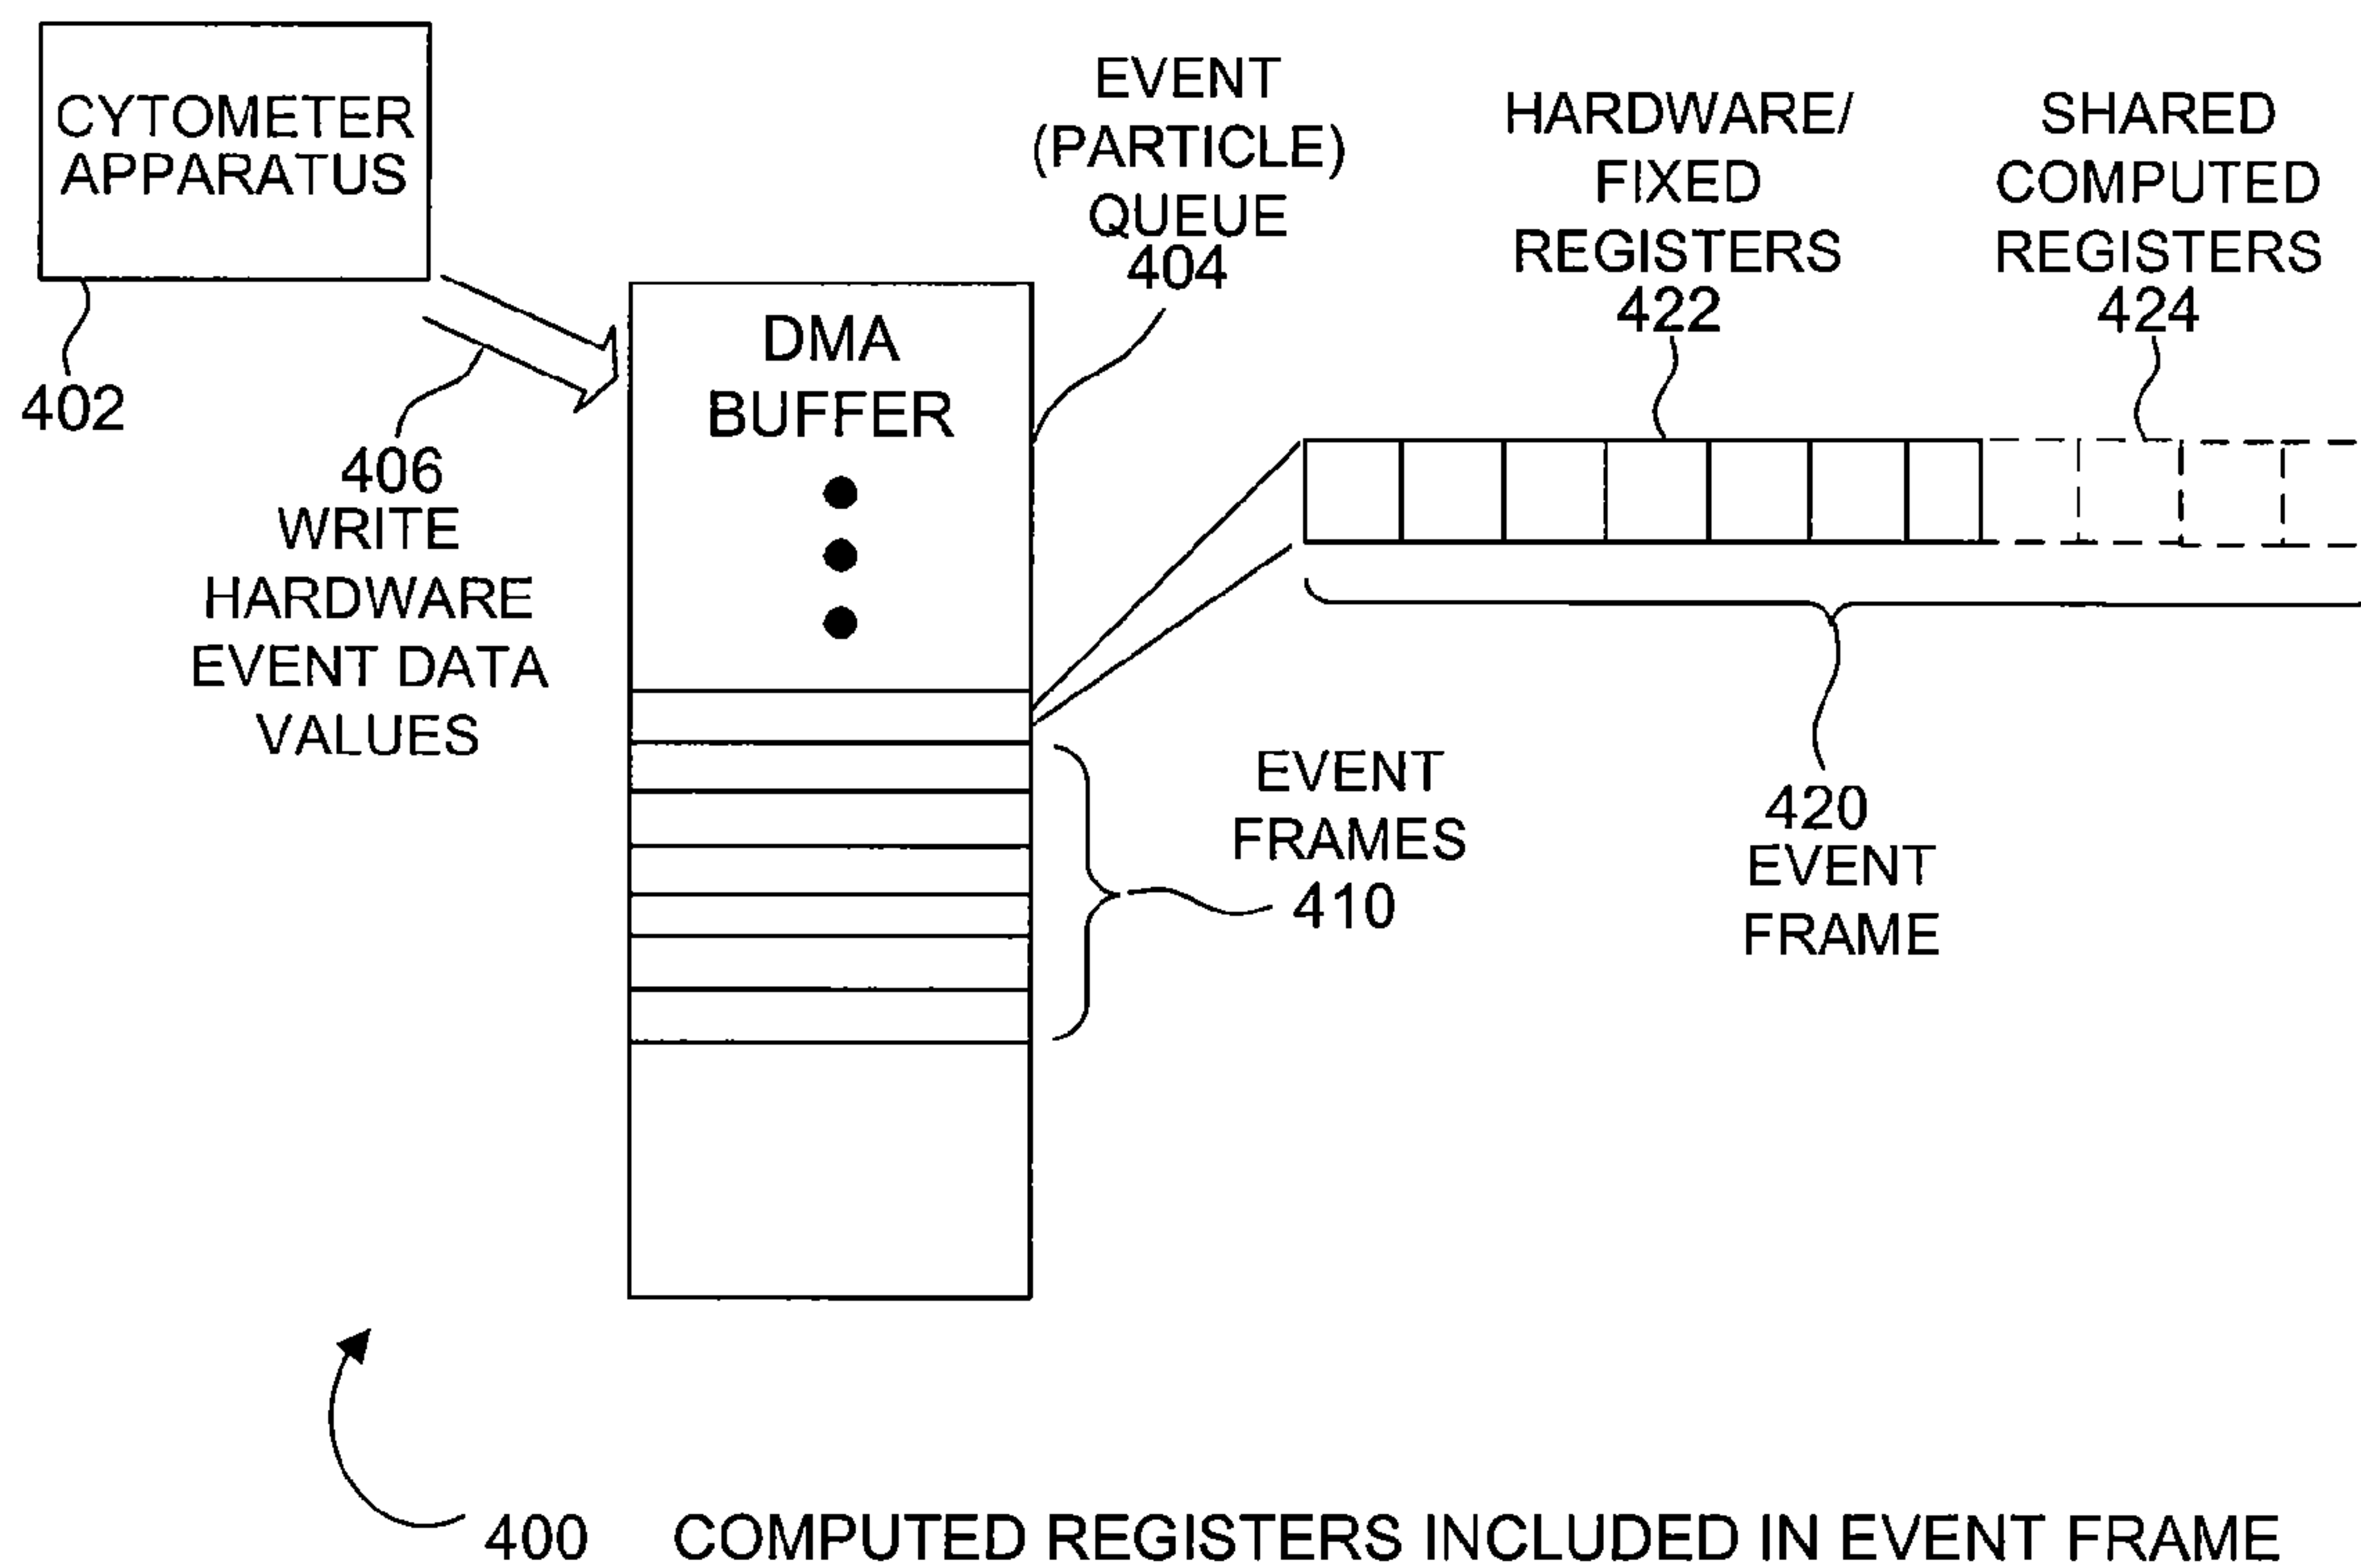 CYTOMETER
APPARATUS
402
406
WRITE
HARDWARE
EVENT DATA
VALUES
DMA
BUFFER
EVENT
(PARTICLE)
QUEUE
404
HARDWARE/
FIXED
REGISTERS
422
SHARED
COMPUTED
REGISTERS
424
EVENT
FRAMES
410
420
EVENT
FRAME
400 COMPUTED REGISTERS INCLUDED IN EVENT FRAME